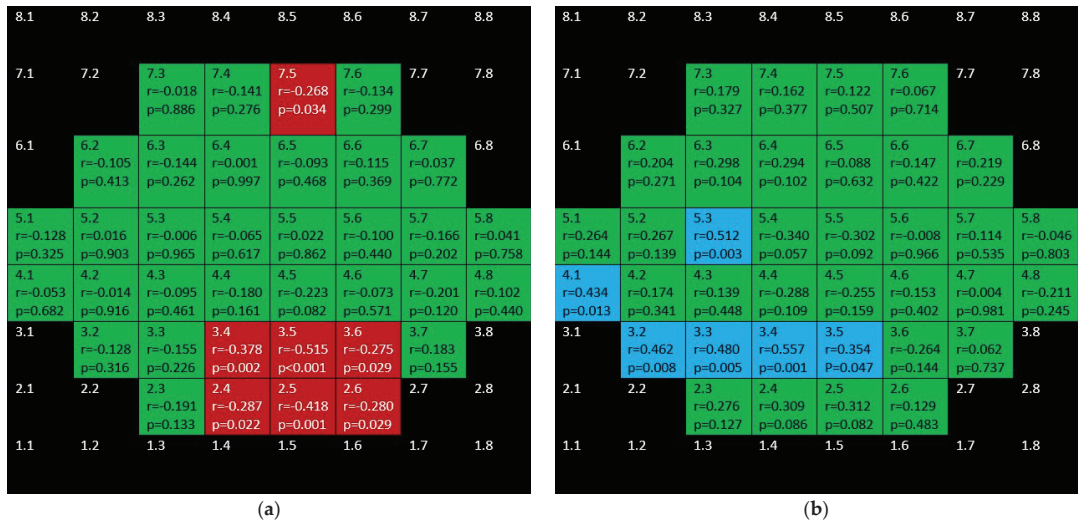 8.1 8.2 8.3 8.4 8.5 8.6 8.7 8.8
7.1 7.2 7.3 7.4 7.5 7.6 7.7 7.8
r=-0.018 r=-0.141 r=-0.268 r=-0.134
p=0.886 p=0.276 p=0.034 p=0.299
6.1 6.2 6.3 6.4 6.5 6.6 6.7 6.8
r=-0.105 r=-0.144 r=0.001 r=-0.093 r=0.115 r=0.037
p=0.413 p=0.262 p=0.997 p=0.468 p=0.369 p=0.772
5.1 5.2 5.3 5.4 5.5 5.6 5.7 5.8
r=-0.128 r=0.016 r=-0.006 r=-0.065 r=0.022 r=-0.100 r=-0.166 r=0.041
p=0.325 p=0.903 p=0.965 p=0.617 p=0.862 p=0.440 p=0.202 p=0.758
4.1 4.2 4.3 4.4 4.5 4.6 4.7 4.8
r=-0.053 r=-0.014 r=-0.095 r=-0.180 r=-0.223 r=-0.073 r=-0.201 r=0.102
p=0.682 p=0.916 p=0.461 p=0.161 p=0.082 p=0.571 p=0.120 p=0.440
3.1 3.2 3.3 3.4 3.5 3.6 3.7 3.8
r=-0.128 r=-0.155 r=-0.378 r=-0.515 r=-0.275 r=0.183
p=0.316 p=0.226 p=0.002 p<0.001 p=0.029 p=0.155
2.1 2.2 2.3 2.4 2.5 2.6 2.7 2.8
r=-0.191 r=-0.287 r=-0.418 r=-0.280
p=0.133 p=0.022 p=0.001 p=0.029
1.1 1.2 1.3 1.4 1.5 1.6 1.7 1.8
(a)
8.1 8.2 8.3 8.4 8.5 8.6 8.7 8.8
7.1 7.2 7.3 7.4 7.5 7.6 7.7 7.8
r=0.179 r=0.162 r=0.122 r=0.067
p=0.327 p=0.377 p=0.507 p=0.714
6.1 6.2 6.3 6.4 6.5 6.6 6.7 6.8
r=0.204 r=0.298 r=0.294 r=0.088 r=0.147 r=0.219
p=0.271 p=0.104 p=0.102 p=0.632 p=0.422 p=0.229
5.1 5.2 5.3 5.4 5.5 5.6 5.7 5.8
r=0.264 r=0.267 r=0.512 r=-0.340 r=-0.302 r=-0.008 r=0.114 r=-0.046
p=0.144 p=0.139 p=0.003 p=0.057 p=0.092 p=0.966 p=0.535 p=0.803
4.1 4.2 4.3 4.4 4.5 4.6 4.7 4.8
r=0.434 r=0.174 r=0.139 r=-0.288 r=-0.255 r=0.153 r=0.004 r=-0.211
p=0.013 p=0.341 p=0.448 p=0.109 p=0.159 p=0.402 p=0.981 p=0.245
3.1 3.2 3.3 3.4 3.5 3.6 3.7 3.8
r=0.462 r=0.480 r=0.557 r=0.354 r=-0.264 r=0.062
p=0.008 p=0.005 p=0.001 P=0.047 p=0.144 p=0.737
2.1 2.2 2.3 2.4 2.5 2.6 2.7 2.8
r=0.276 r=0.309 r=0.312 r=0.129
p=0.127 p=0.086 p=0.082 p=0.483
1.1 1.2 1.3 1.4 1.5 1.6 1.7 1.8
(b)